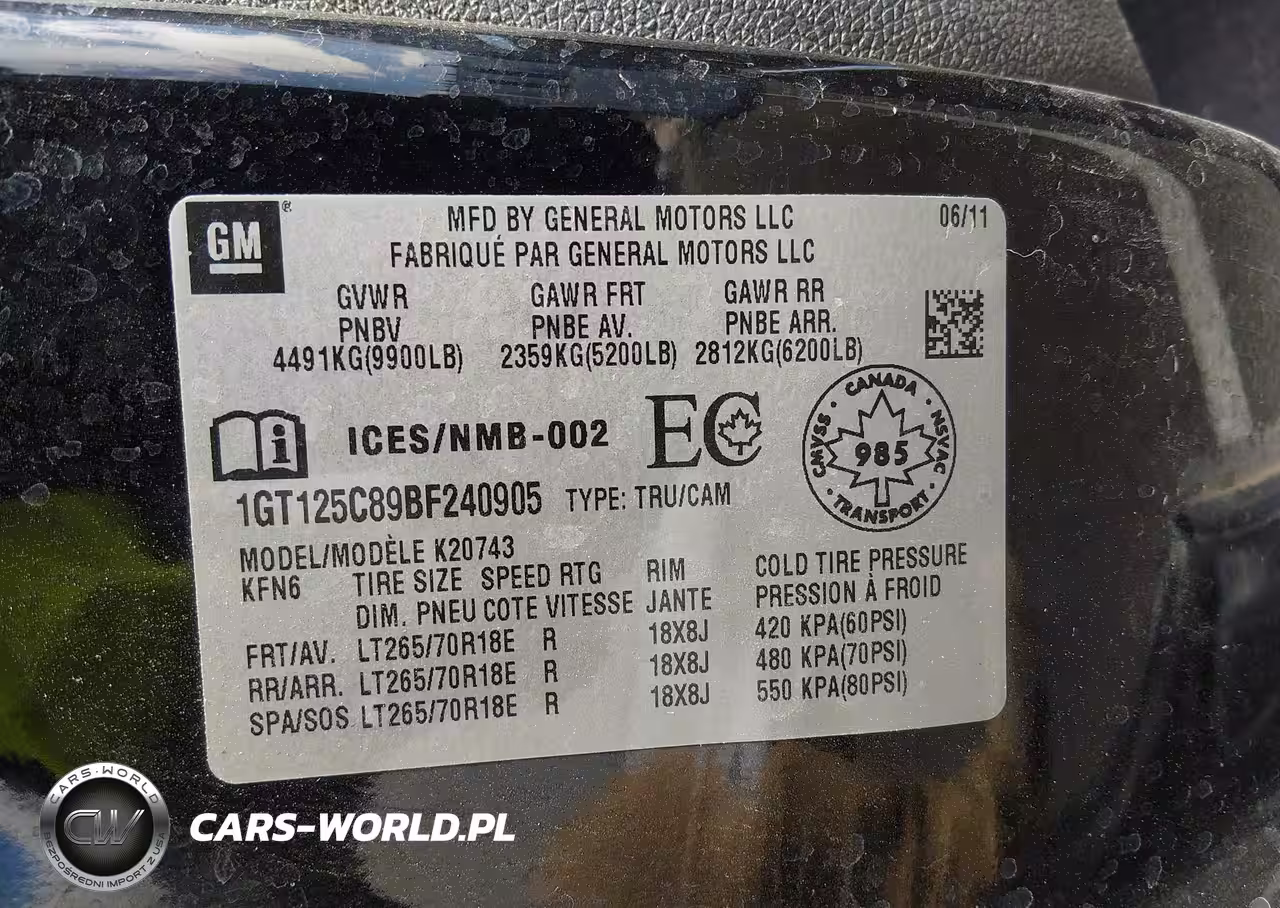 GM ®
MFD BY GENERAL MOTORS LLC 06/11
FABRIQUÉ PAR GENERAL MOTORS LLC
GVWR GAWR FRT GAWR RR
PNBV PNBE AV. PNBE ARR.
4491KG(9900LB) 2359KG(5200LB) 2812KG(6200LB)
i ICES/NMB-002 EC
CANADA · NSVAC · TRANSPORT · CMVSS ·
985
1GT125C89BF240905 TYPE: TRU/CAM
MODEL/MODÈLE K20743
KFN6 TIRE SIZE SPEED RTG RIM COLD TIRE PRESSURE
DIM. PNEU COTE VITESSE JANTE PRESSION À FROID
FRT/AV. LT265/70R18E R 18X8J 420 KPA(60PSI)
RR/ARR. LT265/70R18E R 18X8J 480 KPA(70PSI)
SPA/SOS LT265/70R18E R 18X8J 550 KPA(80PSI)
CARS-WORLD
CW
BEZPOŚREDNI IMPORT Z USA
CARS-WORLD.PL